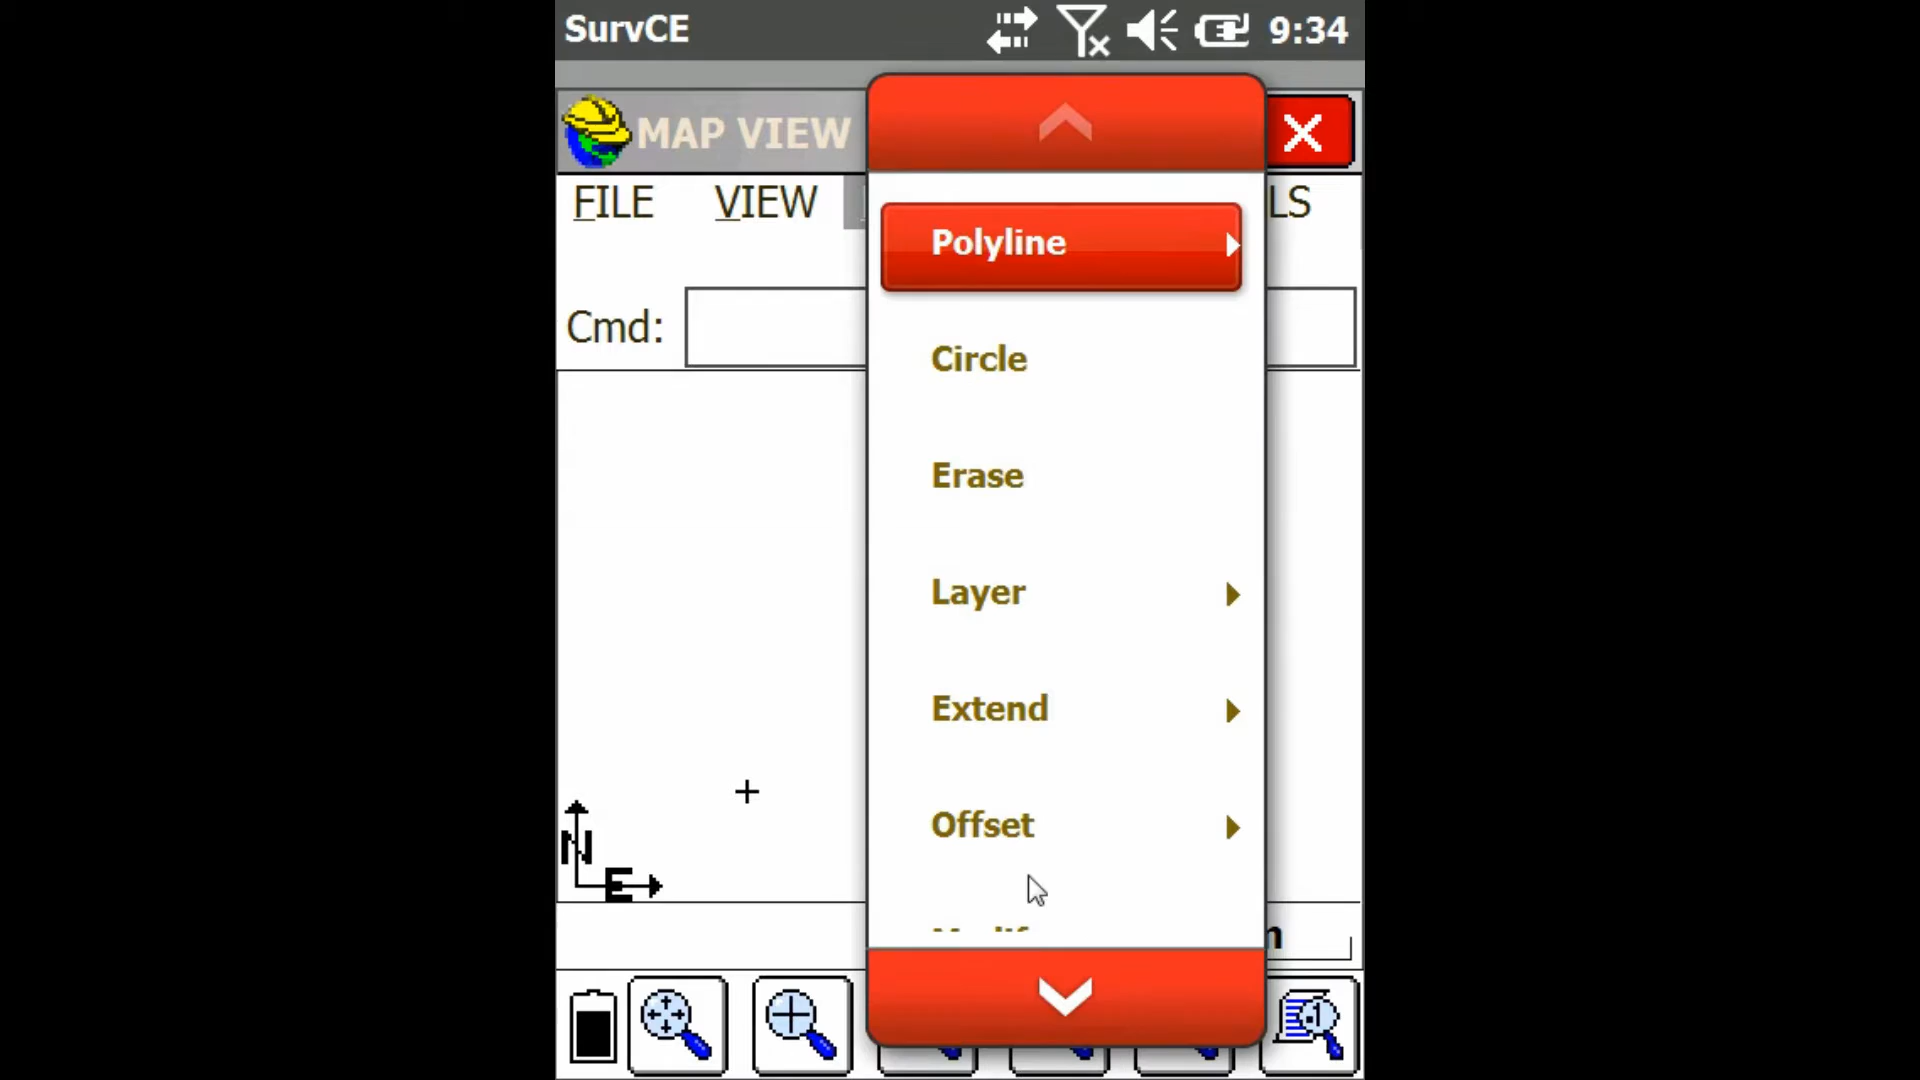 SurvCE 9:34
MAP VIEW
FILE VIEW LS
Cmd:
Polyline
Circle
Erase
Layer
Extend
Offset
N
E